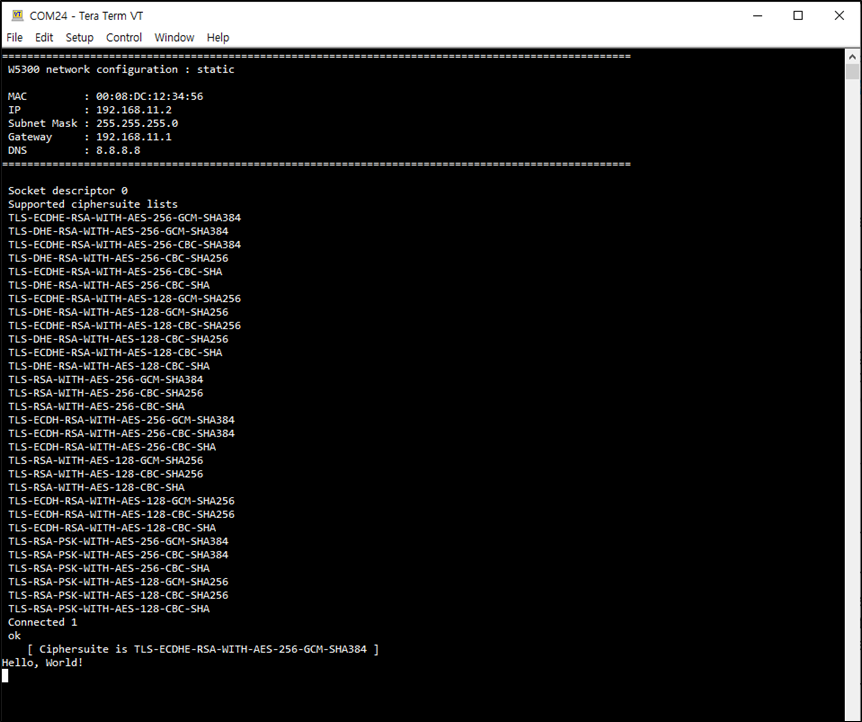 VT COM24 - Tera Term VT
File Edit Setup Control Window Help
====================================================================================================
W5300 network configuration : static
MAC : 00:08:DC:12:34:56
IP : 192.168.11.2
Subnet Mask : 255.255.255.0
Gateway : 192.168.11.1
DNS : 8.8.8.8
====================================================================================================
Socket descriptor 0
Supported ciphersuite lists
TLS-ECDHE-RSA-WITH-AES-256-GCM-SHA384
TLS-DHE-RSA-WITH-AES-256-GCM-SHA384
TLS-ECDHE-RSA-WITH-AES-256-CBC-SHA384
TLS-DHE-RSA-WITH-AES-256-CBC-SHA256
TLS-ECDHE-RSA-WITH-AES-256-CBC-SHA
TLS-DHE-RSA-WITH-AES-256-CBC-SHA
TLS-ECDHE-RSA-WITH-AES-128-GCM-SHA256
TLS-DHE-RSA-WITH-AES-128-GCM-SHA256
TLS-ECDHE-RSA-WITH-AES-128-CBC-SHA256
TLS-DHE-RSA-WITH-AES-128-CBC-SHA256
TLS-ECDHE-RSA-WITH-AES-128-CBC-SHA
TLS-DHE-RSA-WITH-AES-128-CBC-SHA
TLS-RSA-WITH-AES-256-GCM-SHA384
TLS-RSA-WITH-AES-256-CBC-SHA256
TLS-RSA-WITH-AES-256-CBC-SHA
TLS-ECDH-RSA-WITH-AES-256-GCM-SHA384
TLS-ECDH-RSA-WITH-AES-256-CBC-SHA384
TLS-ECDH-RSA-WITH-AES-256-CBC-SHA
TLS-RSA-WITH-AES-128-GCM-SHA256
TLS-RSA-WITH-AES-128-CBC-SHA256
TLS-RSA-WITH-AES-128-CBC-SHA
TLS-ECDH-RSA-WITH-AES-128-GCM-SHA256
TLS-ECDH-RSA-WITH-AES-128-CBC-SHA256
TLS-ECDH-RSA-WITH-AES-128-CBC-SHA
TLS-RSA-PSK-WITH-AES-256-GCM-SHA384
TLS-RSA-PSK-WITH-AES-256-CBC-SHA384
TLS-RSA-PSK-WITH-AES-256-CBC-SHA
TLS-RSA-PSK-WITH-AES-128-GCM-SHA256
TLS-RSA-PSK-WITH-AES-128-CBC-SHA256
TLS-RSA-PSK-WITH-AES-128-CBC-SHA
Connected 1
ok
[ Ciphersuite is TLS-ECDHE-RSA-WITH-AES-256-GCM-SHA384 ]
Hello, World!